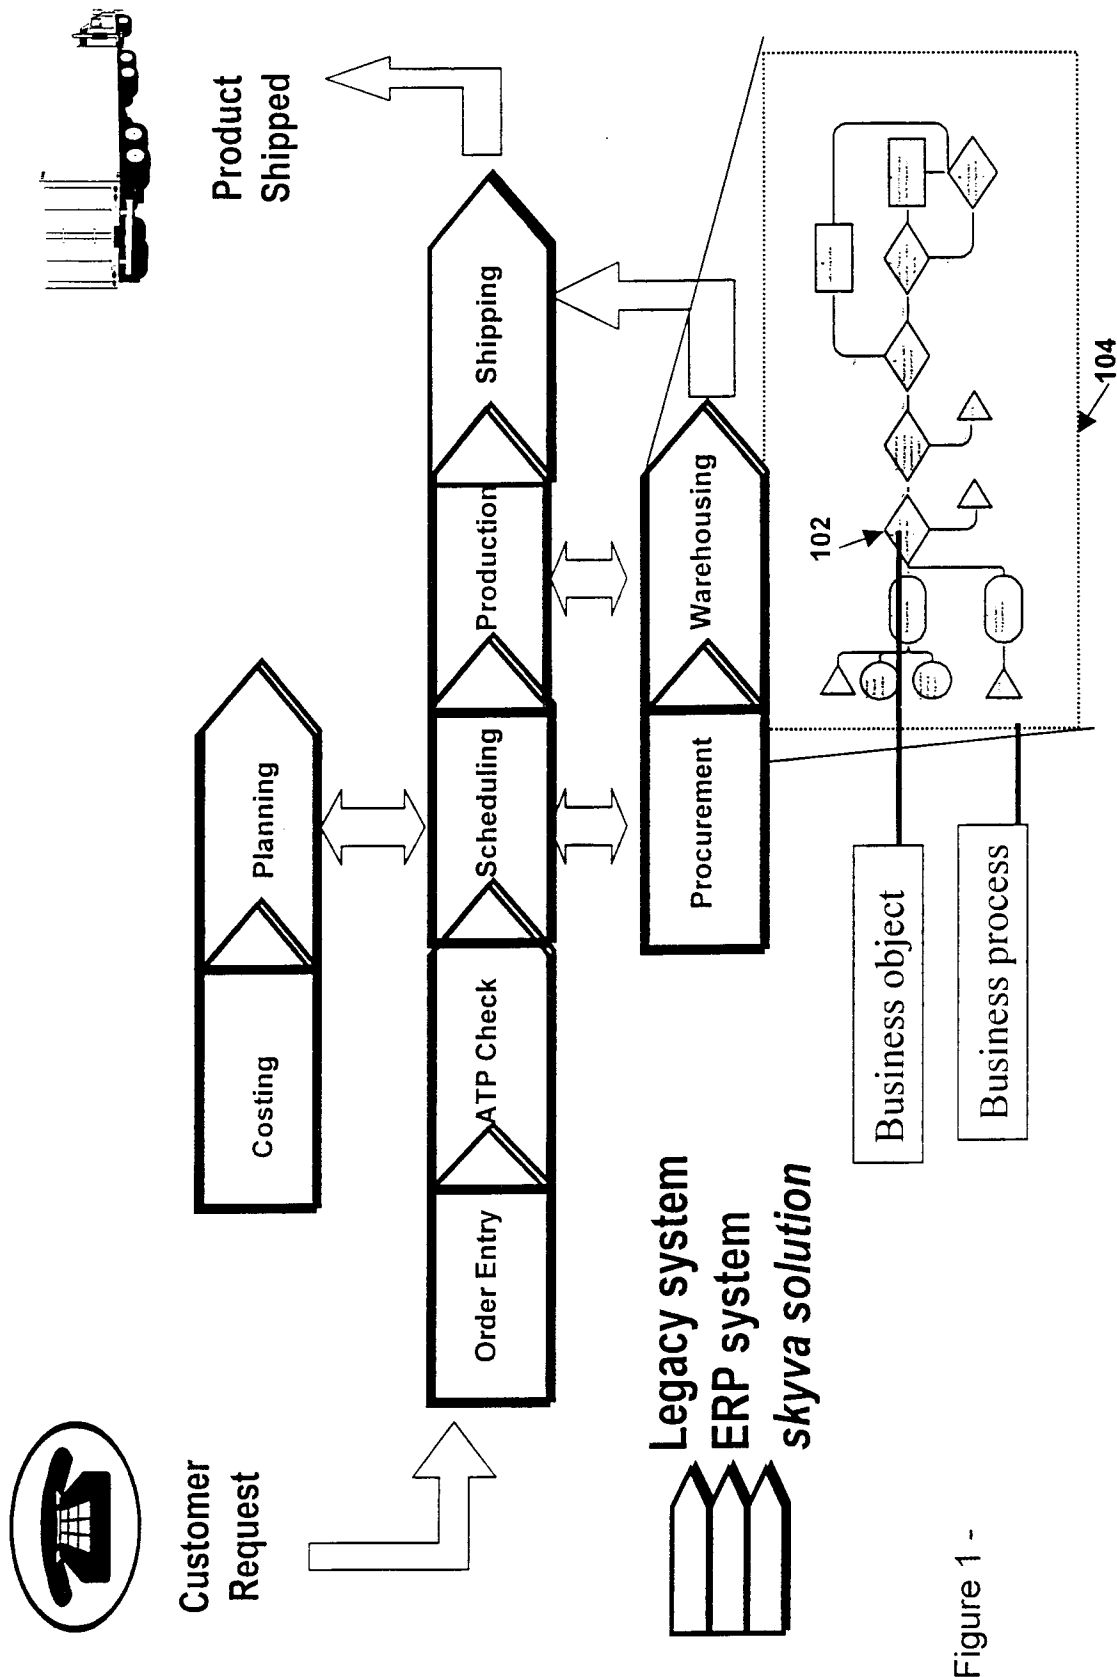 Customer
Request
Product
Shipped
Costing
Planning
Order Entry
ATP Check
Scheduling
Production
Shipping
Procurement
Warehousing
Legacy system
ERP system
skyva solution
102
104
Business object
Business process
Figure 1 -